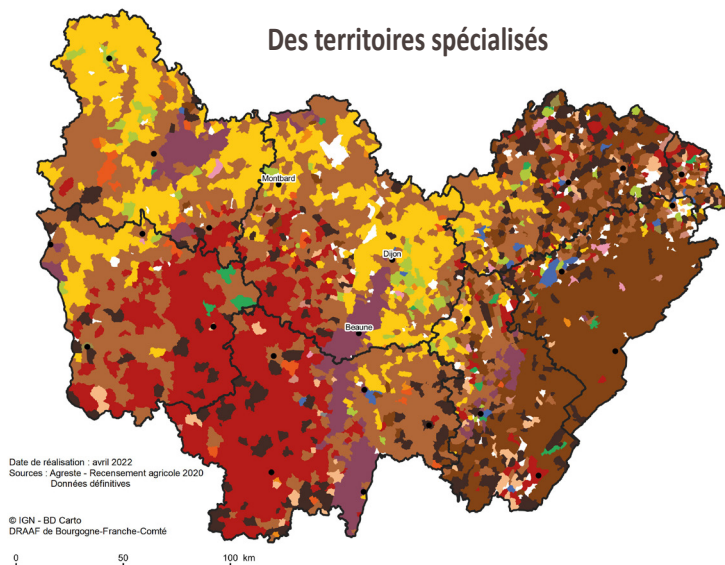 Des territoires spécialisés
Montbard
Dijon
Beaune
Date de réalisation : avril 2022
Sources : Agreste - Recensement agricole 2020
Données définitives
© IGN - BD Carto
DRAAF de Bourgogne-Franche-Comté
0 50 100 km